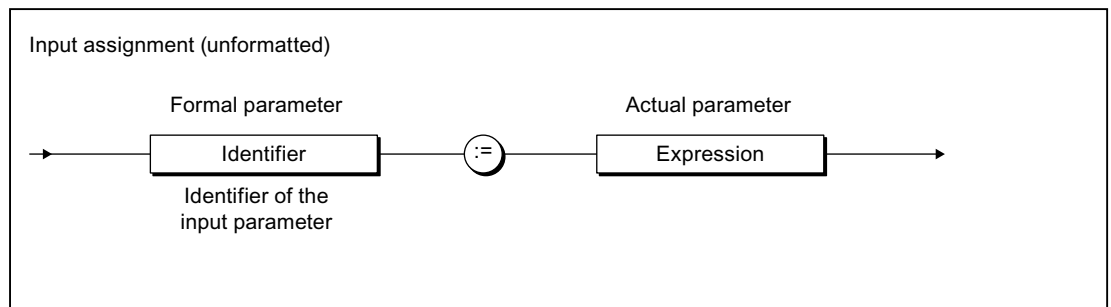 Input assignment (unformatted)
Formal parameter
Actual parameter
Identifier
:=
Expression
Identifier of the
input parameter